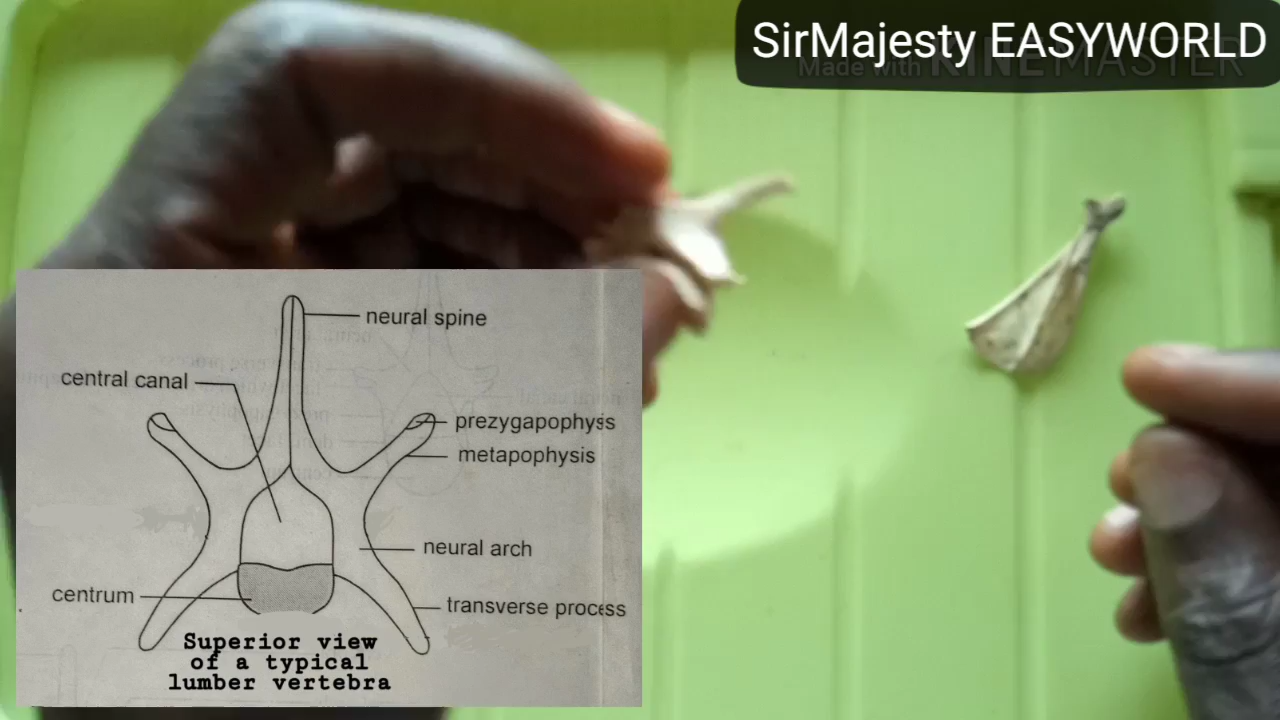 SirMajesty EASYWORLD
Made with KINEMASTER
neural spine
central canal
prezygapophysis
metapophysis
neural arch
centrum
transverse process
Superior view
of a typical
lumber vertebra